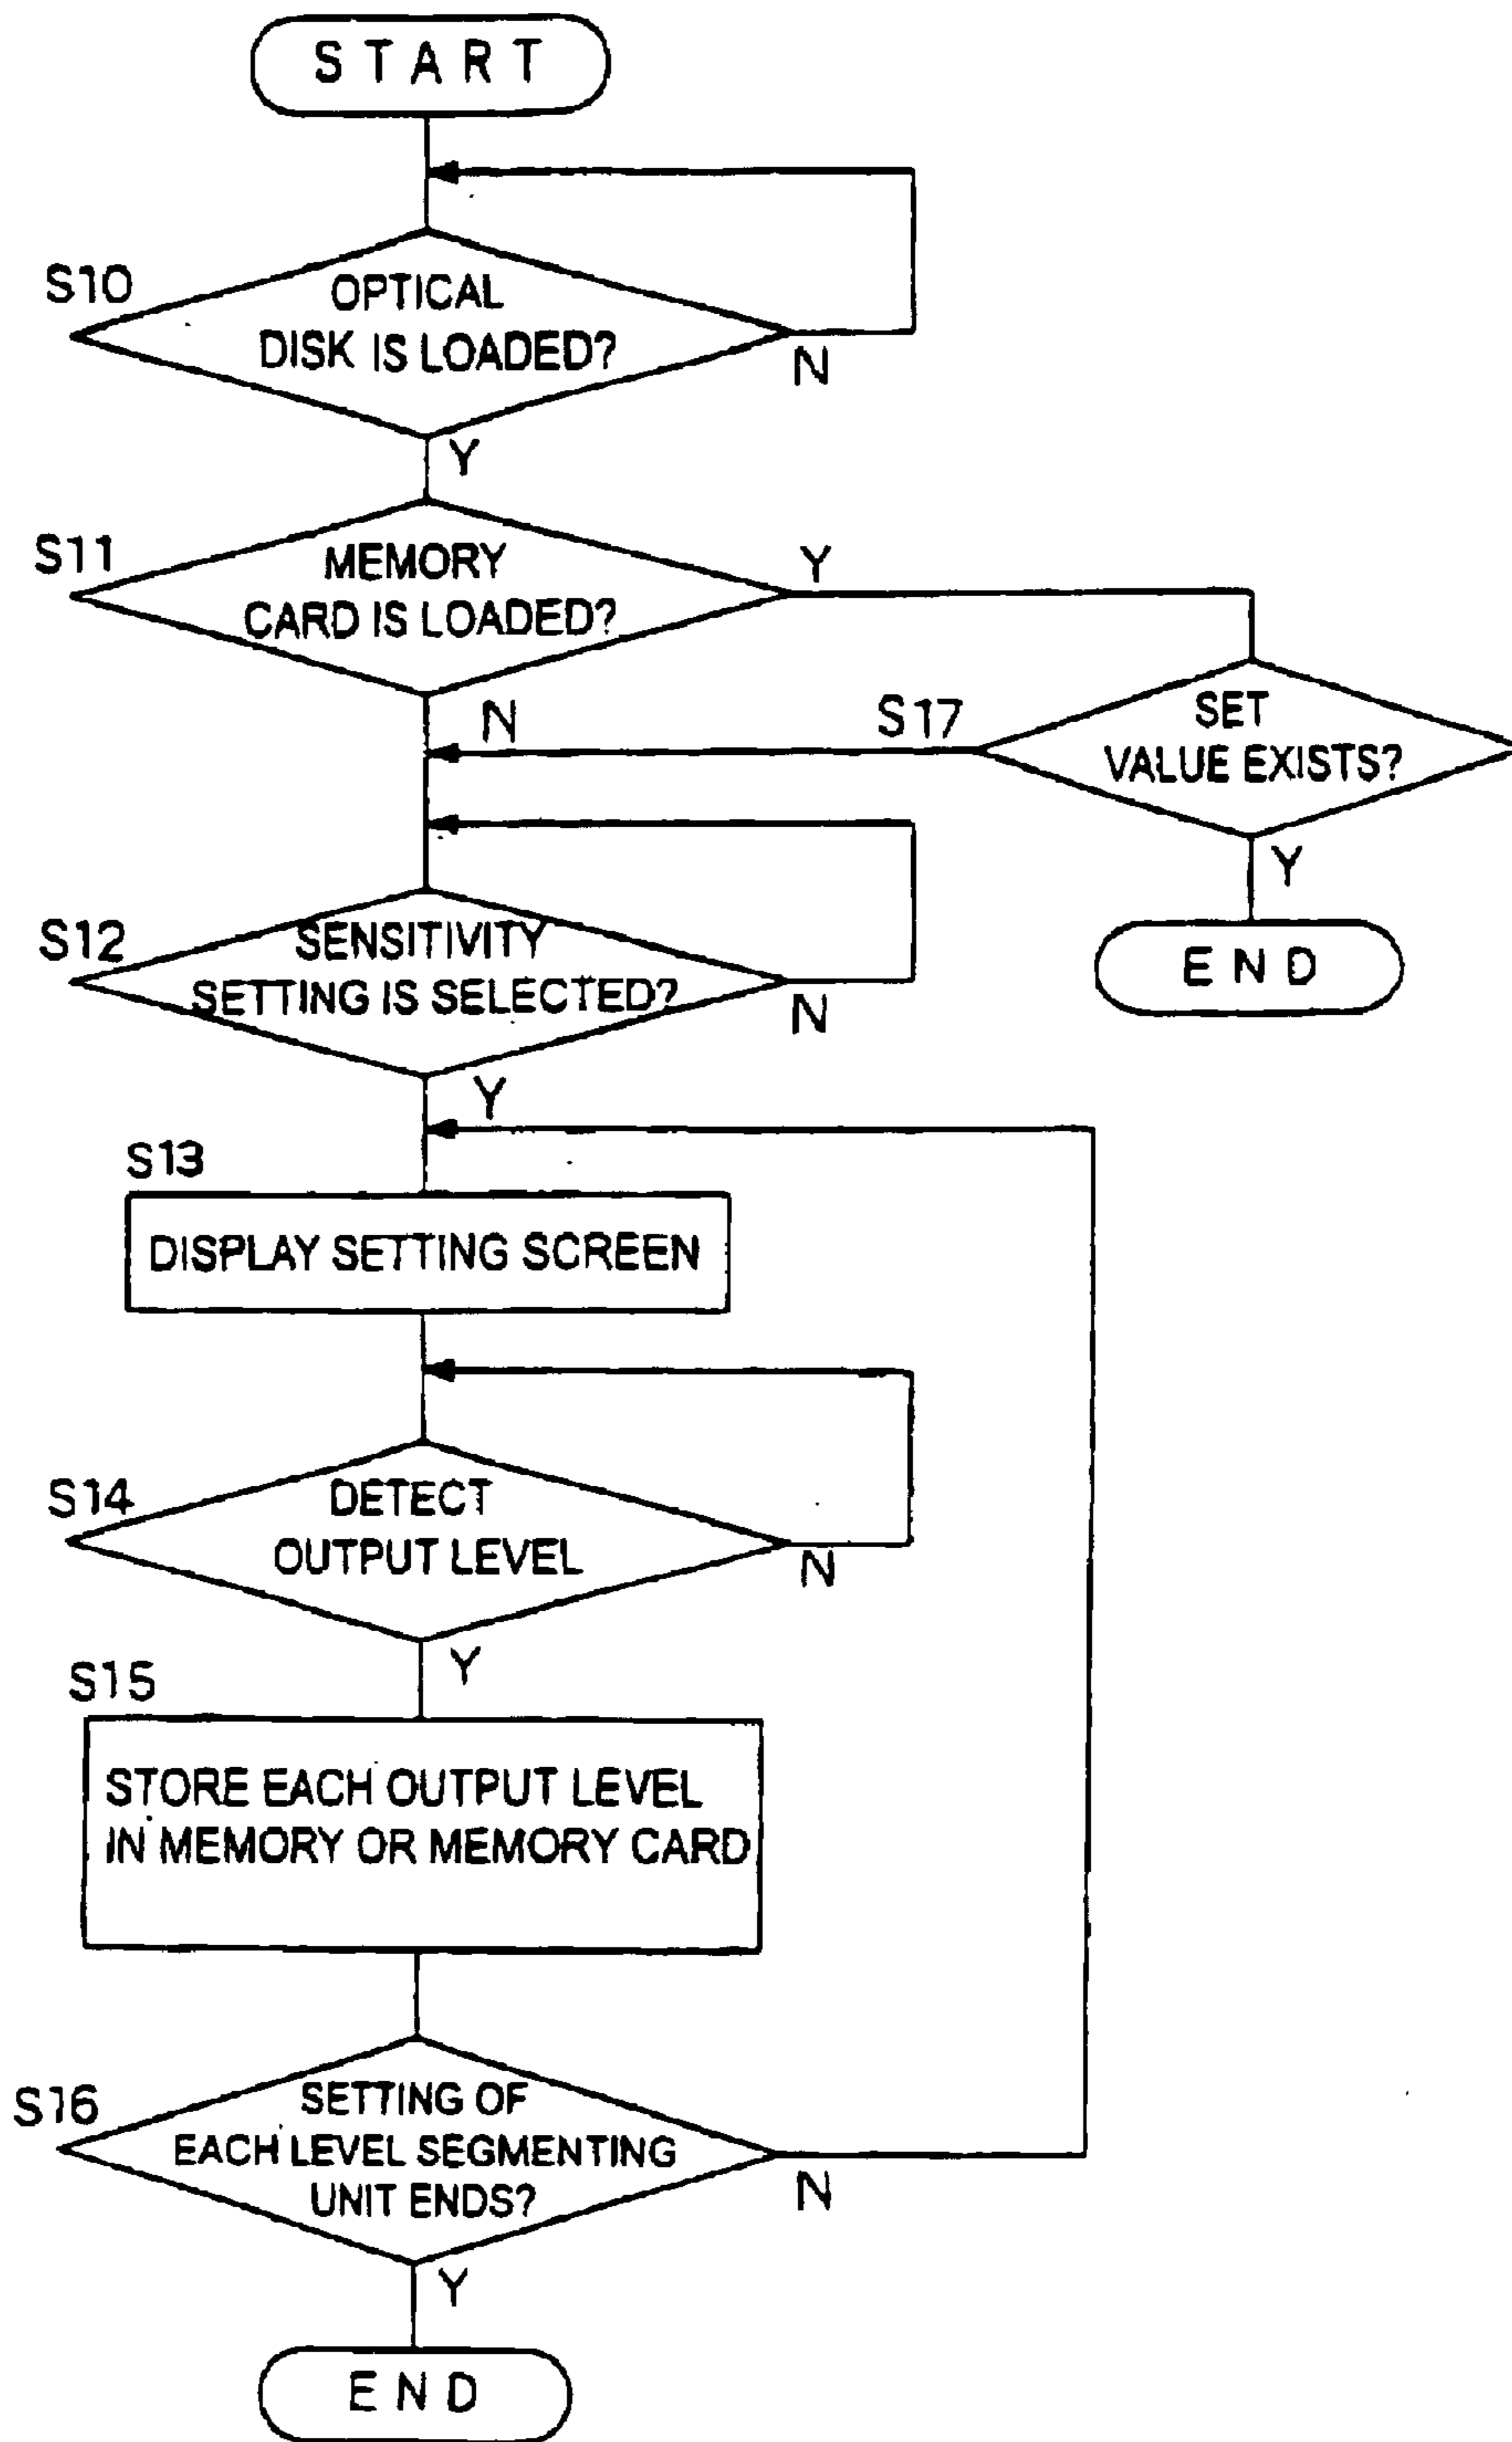 START
S10
OPTICAL
DISK IS LOADED?
N
Y
S11
MEMORY
CARD IS LOADED?
Y
N
S17
SET
VALUE EXISTS?
Y
END
S12
SENSITIVITY
SETTING IS SELECTED?
N
Y
S13
DISPLAY SETTING SCREEN
S14
DETECT
OUTPUT LEVEL
N
Y
S15
STORE EACH OUTPUT LEVEL
IN MEMORY OR MEMORY CARD
S16
SETTING OF
EACH LEVEL SEGMENTING
UNIT ENDS?
N
Y
END